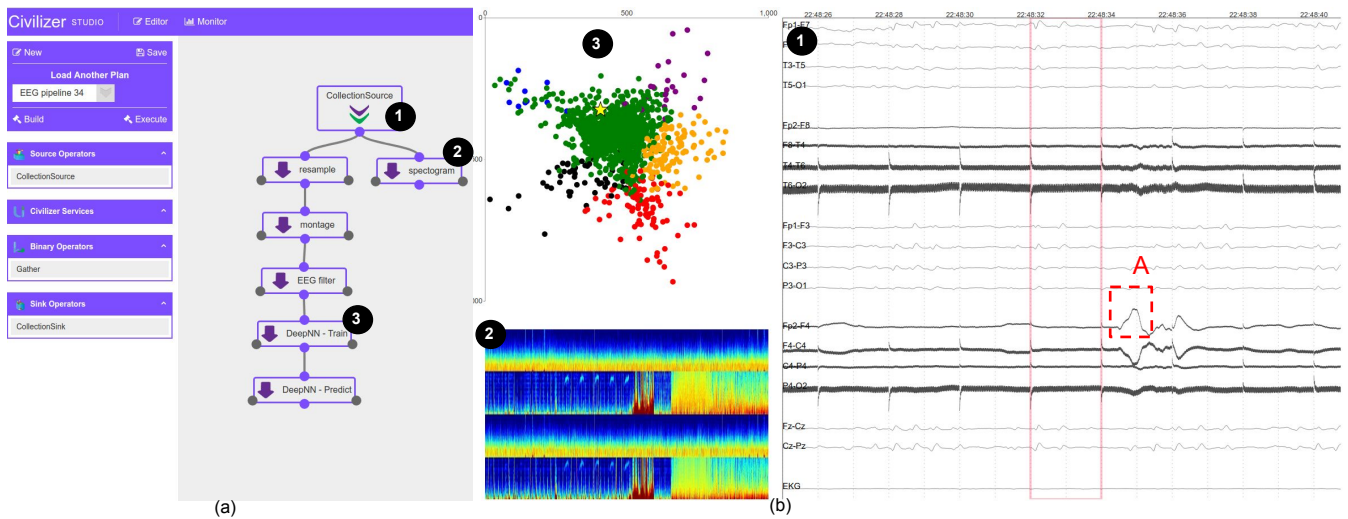 Civilizer STUDIO Editor Monitor
New Save
Load Another Plan
EEG pipeline 34
Build Execute
Source Operators
CollectionSource
Civilizer Services
Binary Operators
Gather
Sink Operators
CollectionSink
CollectionSource
1
2
resample
spectogram
montage
EEG filter
3
DeepNN - Train
DeepNN - Predict
(a)
0 500 1,000
3
2
22:48:26 22:48:28 22:48:30 22:48:32 22:48:34 22:48:36 22:48:38 22:48:40
1
Fp1-F7
T3-T5
T5-O1
Fp2-F8
F8-T4
T4-T6
T6-O2
Fp1-F3
F3-C3
C3-P3
A
P3-O1
Fp2-F4
F4-C4
C4-P4
P4-O2
Fz-Cz
Cz-Pz
EKG
(b)